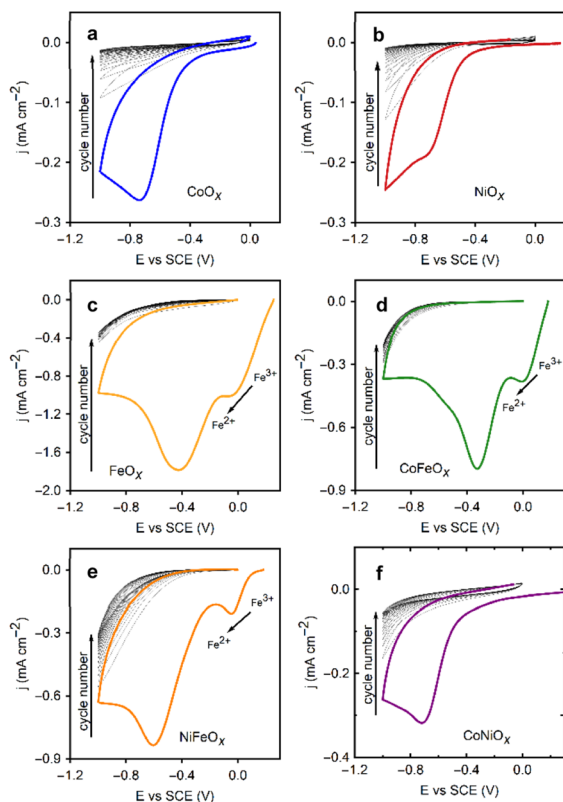 a
0.0
−0.1
−0.2
−0.3
j (mA cm⁻²)
cycle number
CoOₓ
−1.2 −0.8 −0.4 0.0
E vs SCE (V)
b
0.0
−0.1
−0.2
−0.3
j (mA cm⁻²)
cycle number
NiOₓ
−1.2 −0.8 −0.4 0.0
E vs SCE (V)
c
0.0
−0.4
−0.8
−1.2
−1.6
−2.0
j (mA cm⁻²)
cycle number
Fe³⁺
Fe²⁺
FeOₓ
−1.2 −0.8 −0.4 0.0
E vs SCE (V)
d
0.0
−0.3
−0.6
−0.9
j (mA cm⁻²)
cycle number
Fe³⁺
Fe²⁺
CoFeOₓ
−1.2 −0.8 −0.4 0.0
E vs SCE (V)
e
0.0
−0.3
−0.6
−0.9
j (mA cm⁻²)
cycle number
Fe³⁺
Fe²⁺
NiFeOₓ
−1.2 −0.8 −0.4 0.0
E vs SCE (V)
f
0.0
−0.2
−0.4
j (mA cm⁻²)
cycle number
CoNiOₓ
−1.2 −0.8 −0.4 0.0
E vs SCE (V)